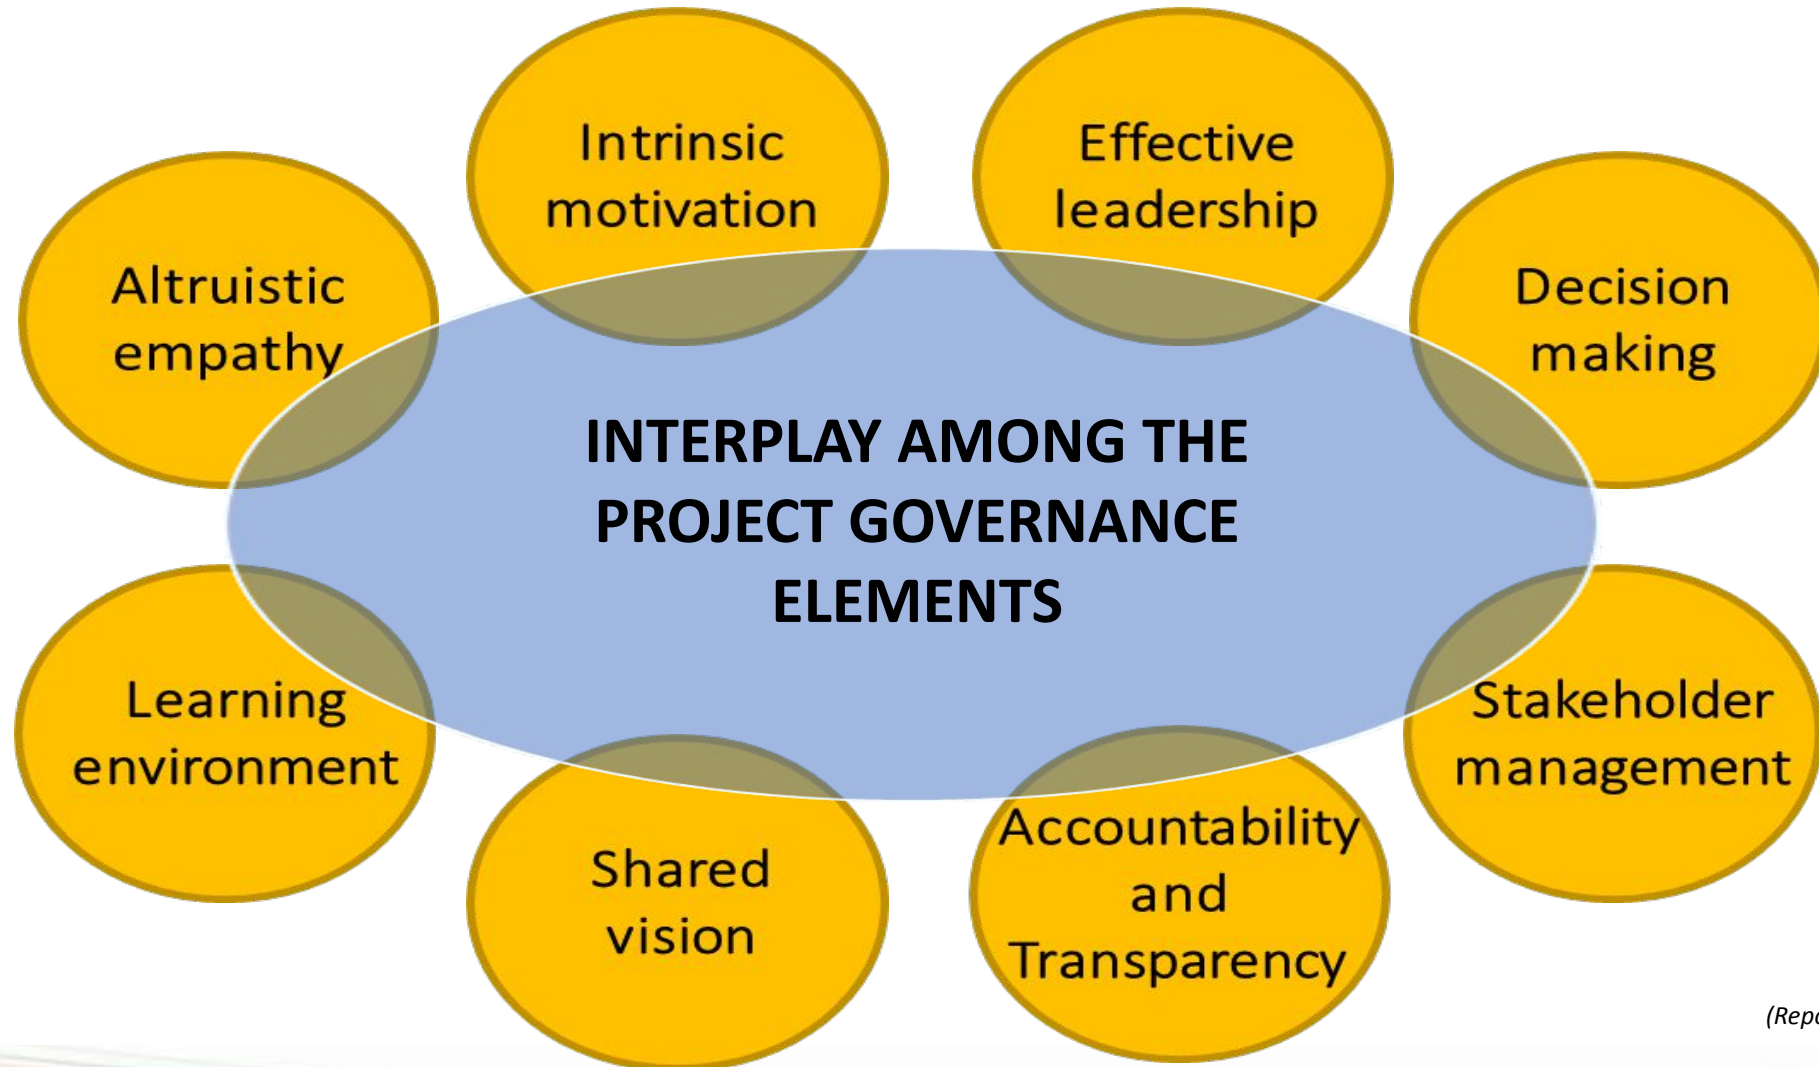 Intrinsic
motivation
Effective
leadership
Altruistic
empathy
Decision
making
INTERPLAY AMONG THE
PROJECT GOVERNANCE
ELEMENTS
Learning
environment
Stakeholder
management
Shared
vision
Accountability
and
Transparency